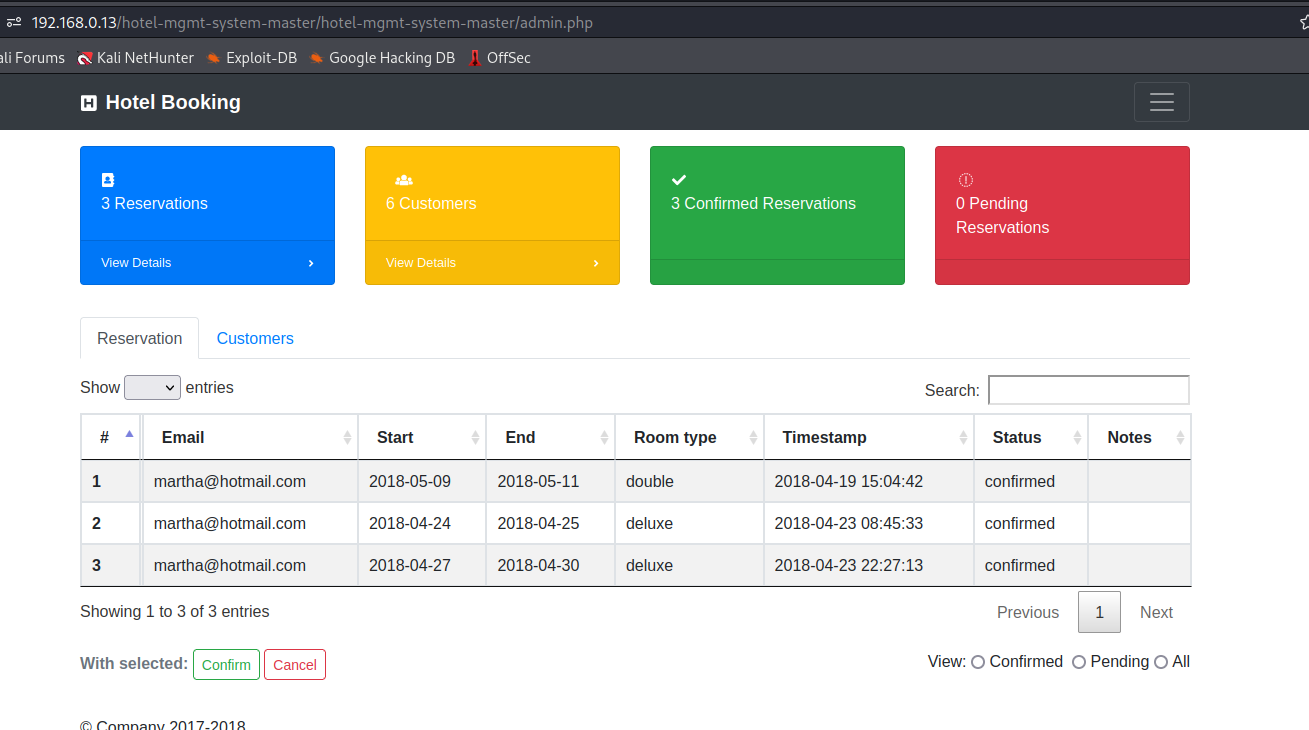 192.168.0.13/hotel-mgmt-system-master/hotel-mgmt-system-master/admin.php
ali Forums Kali NetHunter Exploit-DB Google Hacking DB OffSec
H Hotel Booking
3 Reservations
View Details
6 Customers
View Details
3 Confirmed Reservations
0 Pending
Reservations
Reservation Customers
Show entries Search:
# Email Start End Room type Timestamp Status Notes
1 martha@hotmail.com 2018-05-09 2018-05-11 double 2018-04-19 15:04:42 confirmed
2 martha@hotmail.com 2018-04-24 2018-04-25 deluxe 2018-04-23 08:45:33 confirmed
3 martha@hotmail.com 2018-04-27 2018-04-30 deluxe 2018-04-23 22:27:13 confirmed
Showing 1 to 3 of 3 entries Previous 1 Next
With selected: Confirm Cancel View: Confirmed Pending All
© Company 2017-2018